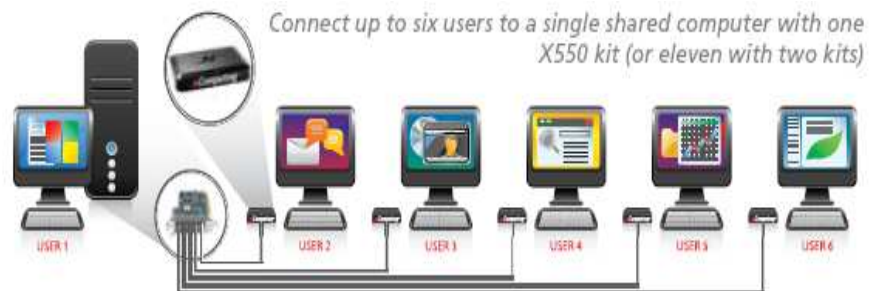 Connect up to six users to a single shared computer with one
X550 kit (or eleven with two kits)
USER 1
USER 2
USER 3
USER 4
USER 5
USER 6